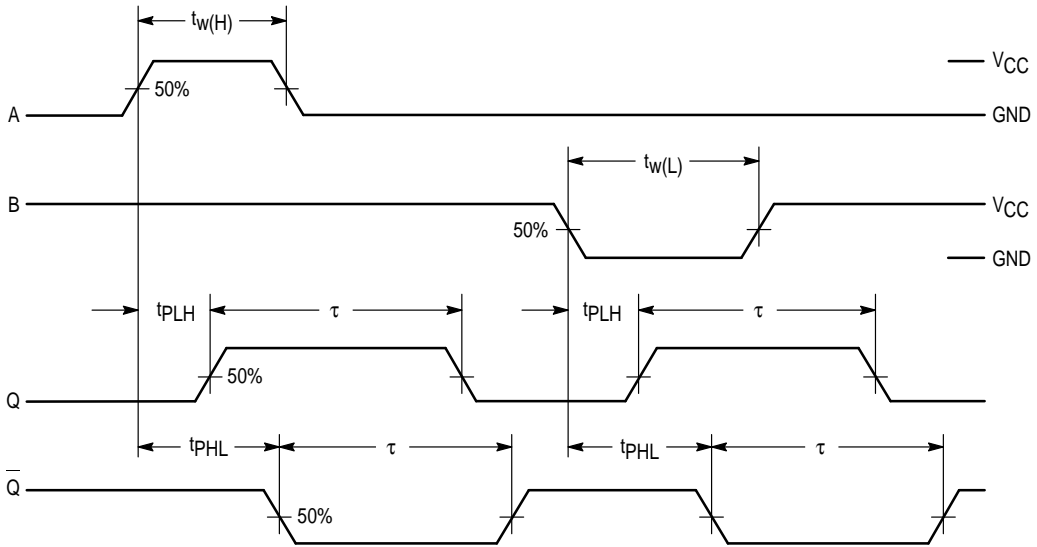 tw(H)
VCC
50%
A
GND
tw(L)
B
VCC
50%
GND
tPLH
τ
tPLH
τ
50%
Q
tPHL
τ
tPHL
τ
Q̅
50%